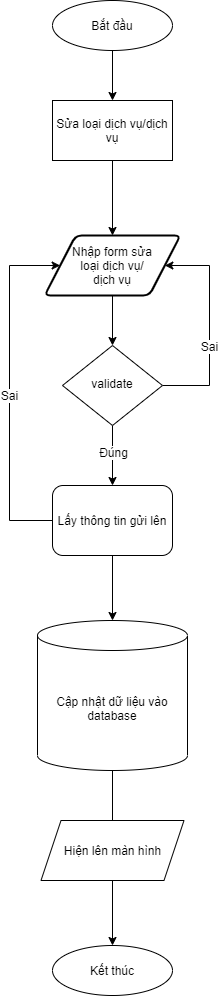 Bắt đầu
Sửa loại dịch vụ/dịch
vụ
Nhập form sửa
loại dịch vụ/
dịch vụ
validate
Sai
Sai
Đúng
Lấy thông tin gửi lên
Cập nhật dữ liệu vào
database
Hiện lên màn hình
Kết thúc